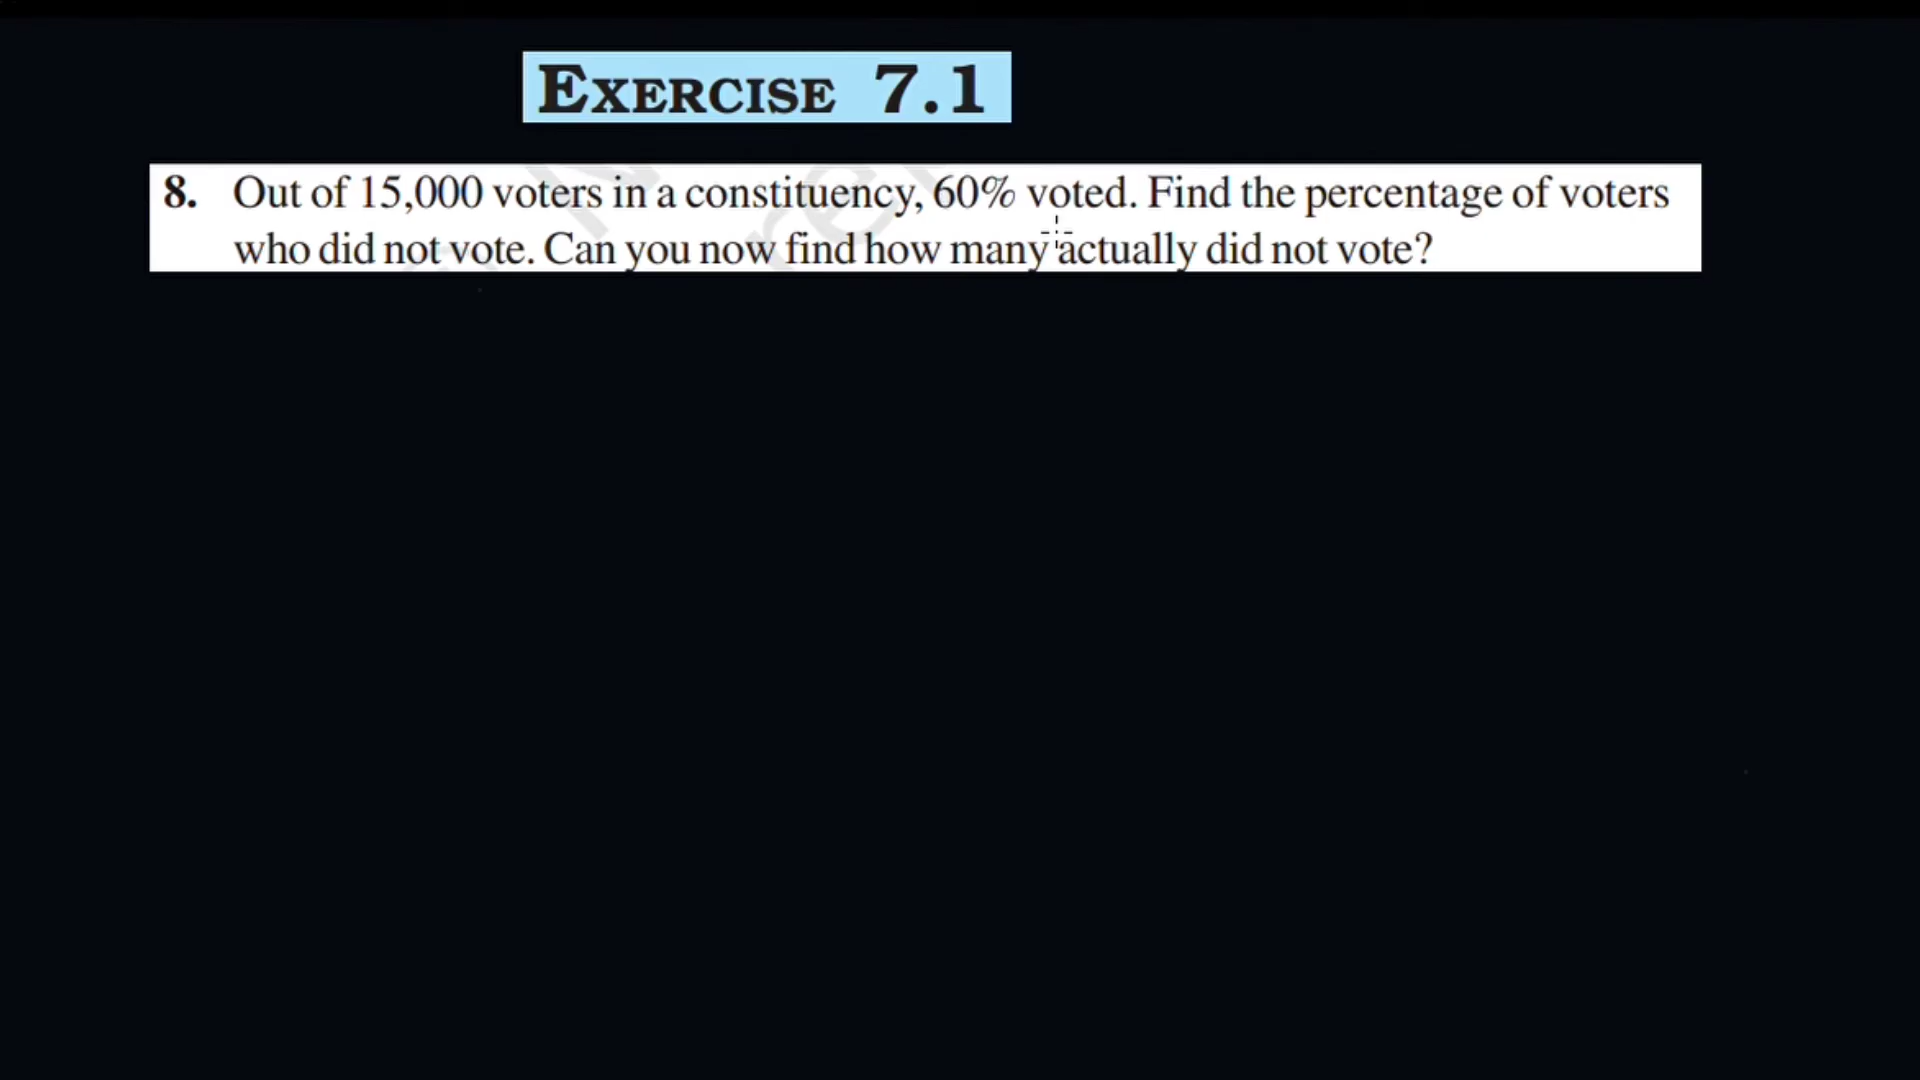 EXERCISE 7.1
8. Out of 15,000 voters in a constituency, 60% voted. Find the percentage of voters
who did not vote. Can you now find how many actually did not vote?